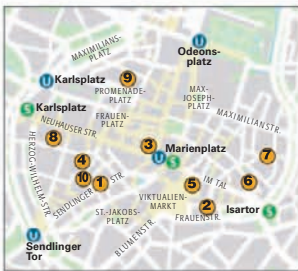 MAXIMILIANS-
PLATZ
U
Odeons-
platz
U Karlsplatz
9
PROMENADE-
PLATZ
MAX-
JOSEPH-
PLATZ
S Karlsplatz
FRAUEN-
PLATZ
MAXIMILIANSTR.
NEUHAUSER STR.
8
3
Marienplatz
U
S
7
HERZOG-WILHELM-STR.
4
10
1
SENDLINGER STR.
5
IM TAL
6
VIKTUALIEN-
MARKT
2
ST.-JAKOBS-
PLATZ
FRAUENSTR.
Isartor S
BLUMENSTR.
U
Sendlinger
Tor